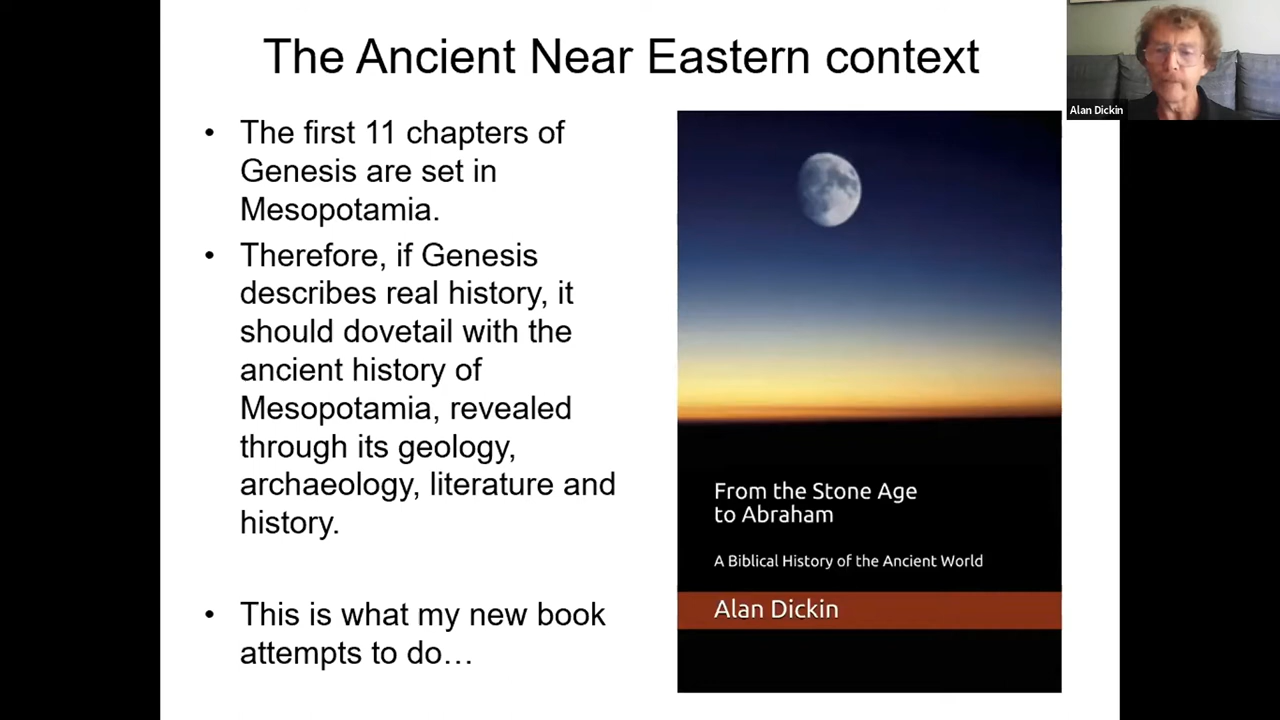 The Ancient Near Eastern context
• The first 11 chapters of
Genesis are set in
Mesopotamia.
• Therefore, if Genesis
describes real history, it
should dovetail with the
ancient history of
Mesopotamia, revealed
through its geology,
archaeology, literature and
history.
• This is what my new book
attempts to do…
From the Stone Age
to Abraham
A Biblical History of the Ancient World
Alan Dickin
Alan Dickin